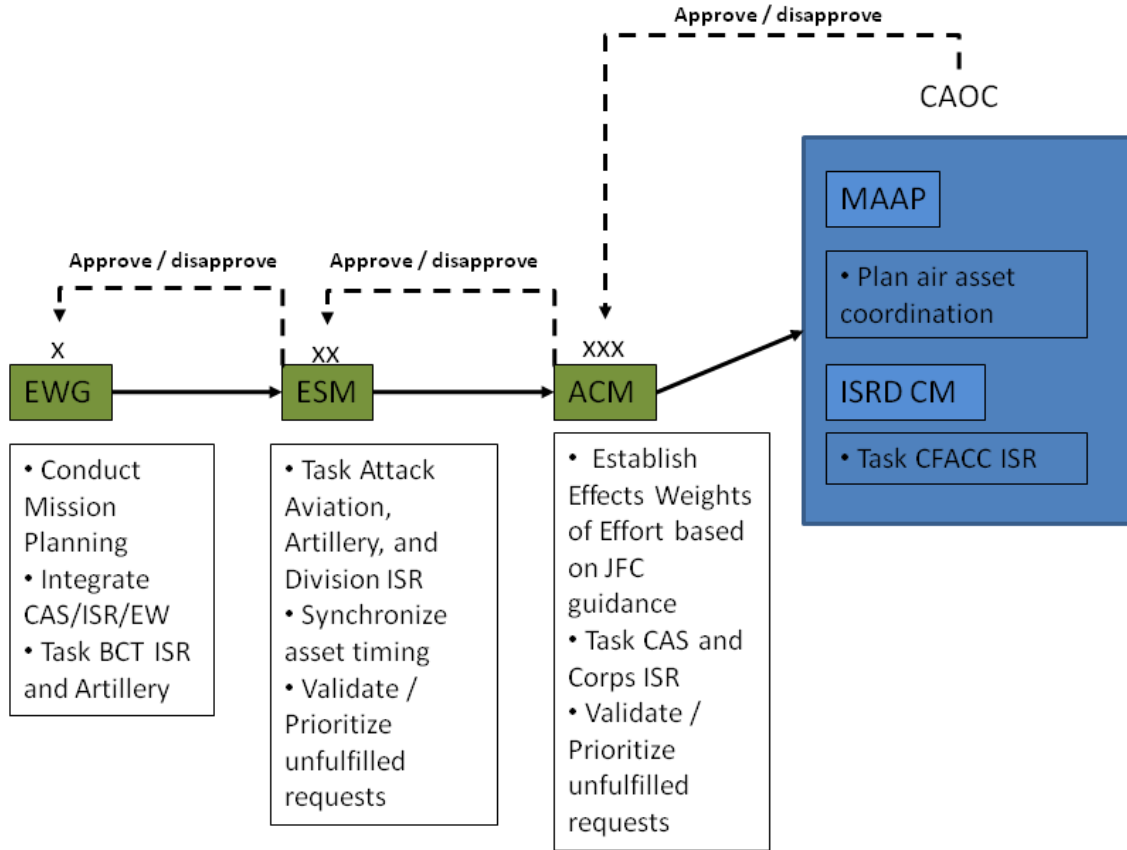 Approve / disapprove
CAOC
MAAP
• Plan air asset
coordination
ISRD CM
• Task CFACC ISR
Approve / disapprove
Approve / disapprove
X
XX
XXX
EWG
ESM
ACM
• Conduct
Mission
Planning
• Integrate
CAS/ISR/EW
• Task BCT ISR
and Artillery
• Task Attack
Aviation,
Artillery, and
Division ISR
• Synchronize
asset timing
• Validate /
Prioritize
unfulfilled
requests
• Establish
Effects Weights
of Effort based
on JFC
guidance
• Task CAS and
Corps ISR
• Validate /
Prioritize
unfulfilled
requests